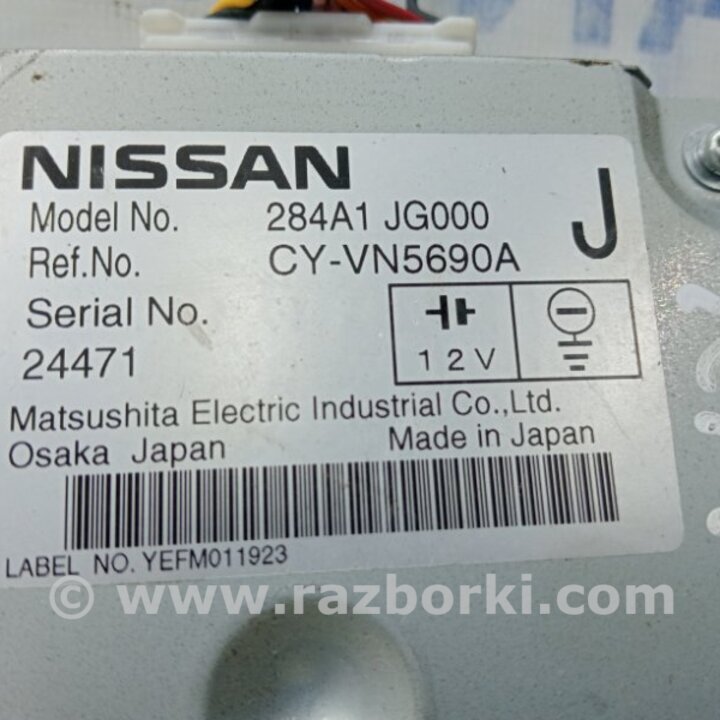 NISSAN
J
Model No. 284A1 JG000
Ref.No. CY-VN5690A
Serial No.
24471
12V
Matsushita Electric Industrial Co.,Ltd.
Osaka Japan Made in Japan
LABEL NO. YEFM011923
© www.razborki.com